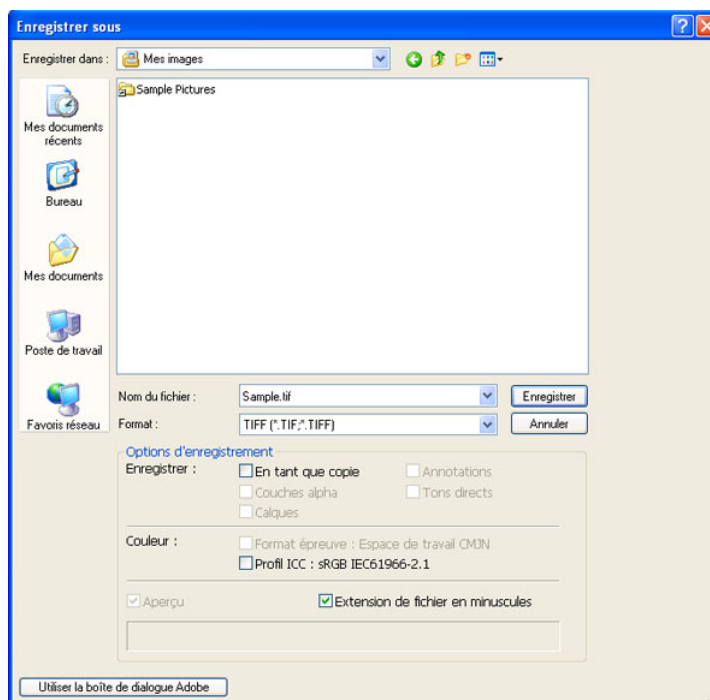 Enregistrer sous
Enregistrer dans :
Mes images
Sample Pictures
Mes documents
récents
Bureau
Mes documents
Poste de travail
Favoris réseau
Nom du fichier :
Sample.tif
Enregistrer
Format :
TIFF (*.TIF;*.TIFF)
Annuler
Options d'enregistrement
Enregistrer :
En tant que copie
Annotations
Couches alpha
Tons directs
Calques
Couleur :
Format épreuve : Espace de travail CMJN
Profil ICC : sRGB IEC61966-2.1
Aperçu
Extension de fichier en minuscules
Utiliser la boîte de dialogue Adobe